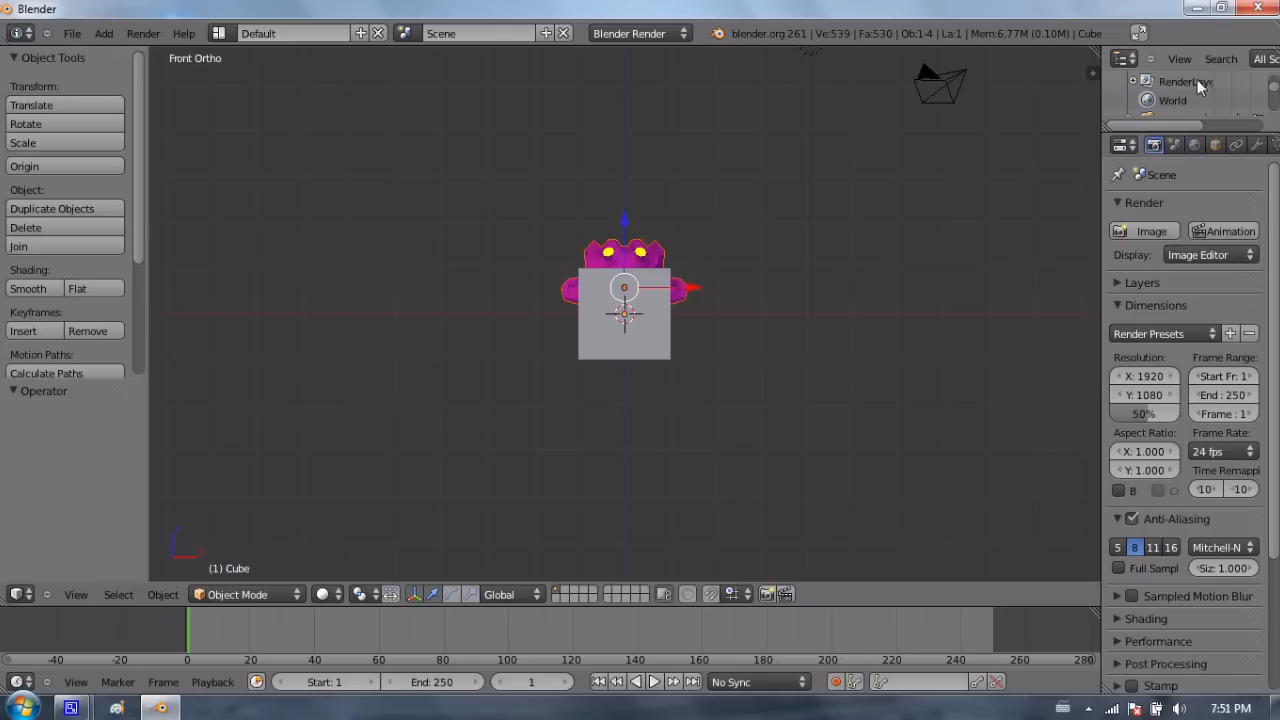 Blender
File Add Render Help Default Scene Blender Render blender.org 261 | Ve:539 | Fa:530 | Ob:1-4 | La:1 | Mem:6.77M (0.10M) | Cube
Object Tools
Transform:
Translate
Rotate
Scale
Origin
Object:
Duplicate Objects
Delete
Join
Shading:
Smooth Flat
Keyframes:
Insert Remove
Motion Paths:
Calculate Paths
Operator
Front Ortho
(1) Cube
View Select Object Object Mode Global
-40 -20 0 20 40 60 80 100 120 140 160 180 200 220 240 260 280
View Marker Frame Playback Start: 1 End: 250 1 No Sync
View Search All Sc
World
Scene
Render
Image Animation
Display: Image Editor
Layers
Dimensions
Render Presets
Resolution: Frame Range:
X: 1920 Start Fr: 1
Y: 1080 End : 250
50% Frame : 1
Aspect Ratio: Frame Rate:
X: 1.000 24 fps
Y: 1.000 Time Remappi
B Cr 10 10
Anti-Aliasing
5 8 11 16 Mitchell-N
Full Sampl Siz: 1.000
Sampled Motion Blur
Shading
Performance
Post Processing
Stamp
7:51 PM